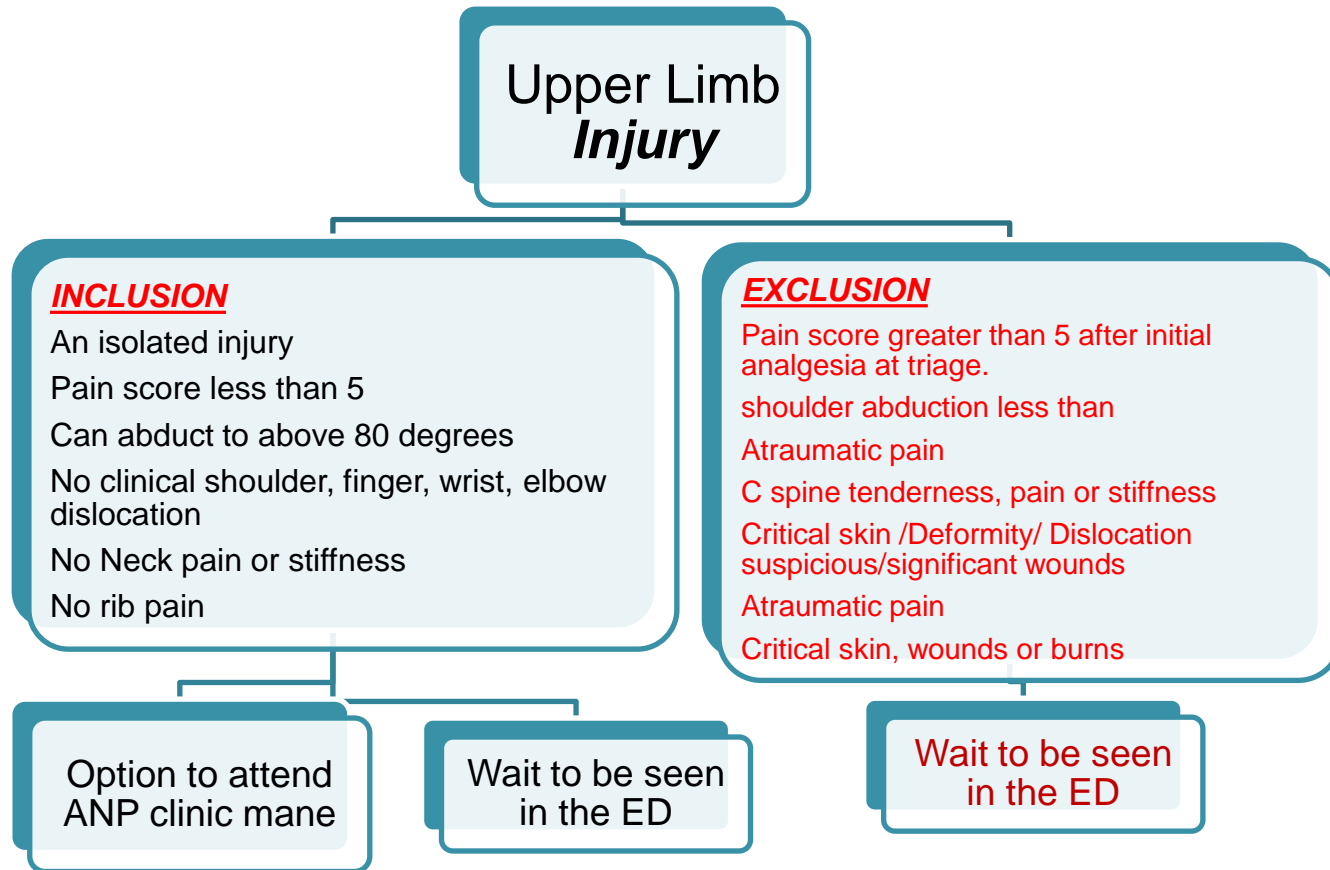 Upper Limb
Injury
INCLUSION
An isolated injury
Pain score less than 5
Can abduct to above 80 degrees
No clinical shoulder, finger, wrist, elbow
dislocation
No Neck pain or stiffness
No rib pain
EXCLUSION
Pain score greater than 5 after initial
analgesia at triage.
shoulder abduction less than
Atraumatic pain
C spine tenderness, pain or stiffness
Critical skin /Deformity/ Dislocation
suspicious/significant wounds
Atraumatic pain
Critical skin, wounds or burns
Option to attend
ANP clinic mane
Wait to be seen
in the ED
Wait to be seen
in the ED